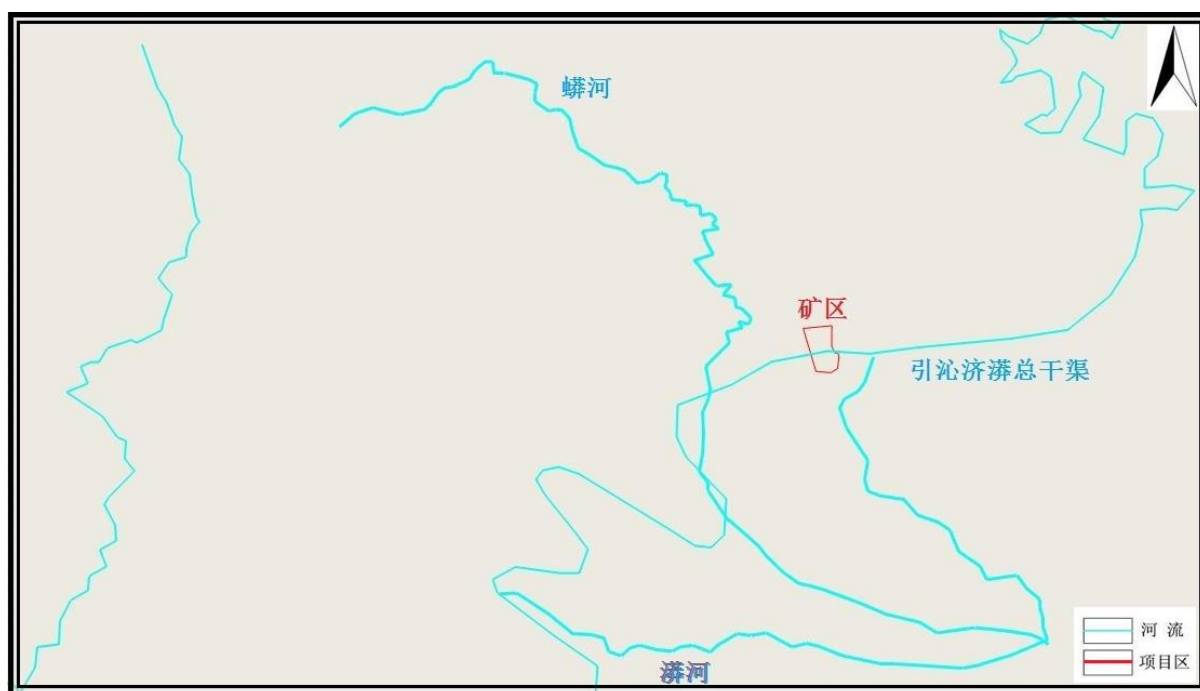 蟒河
矿区
引沁济漭总干渠
漭河
河 流
项目区